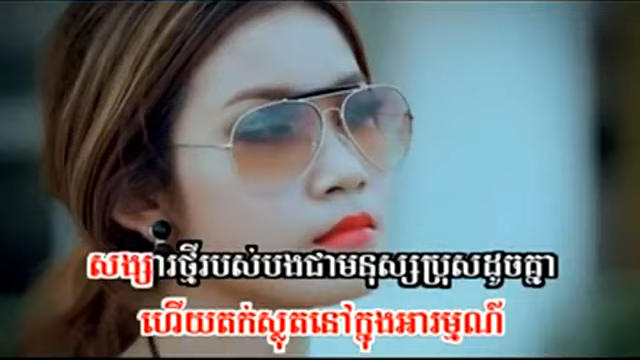 សង្សារថ្មីរបស់បងជាមនុស្សប្រុសដូចគ្នា
ហើយតក់ស្លុតនៅក្នុងអារម្មណ៍